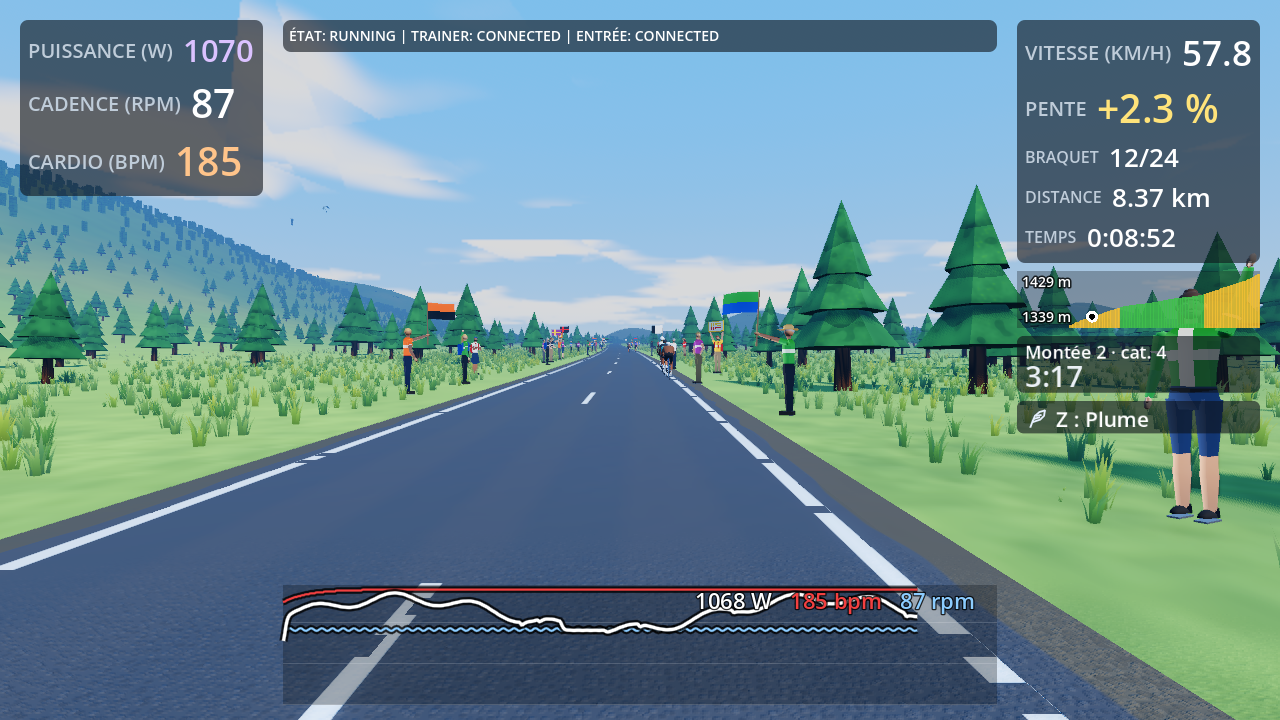 PUISSANCE (W) 1070
CADENCE (RPM) 87
CARDIO (BPM) 185
ÉTAT: RUNNING | TRAINER: CONNECTED | ENTRÉE: CONNECTED
VITESSE (KM/H) 57.8
PENTE +2.3 %
BRAQUET 12/24
DISTANCE 8.37 km
TEMPS 0:08:52
1429 m
1339 m
Montée 2 · cat. 4
3:17
Z : Plume
1068 W 185 bpm 87 rpm